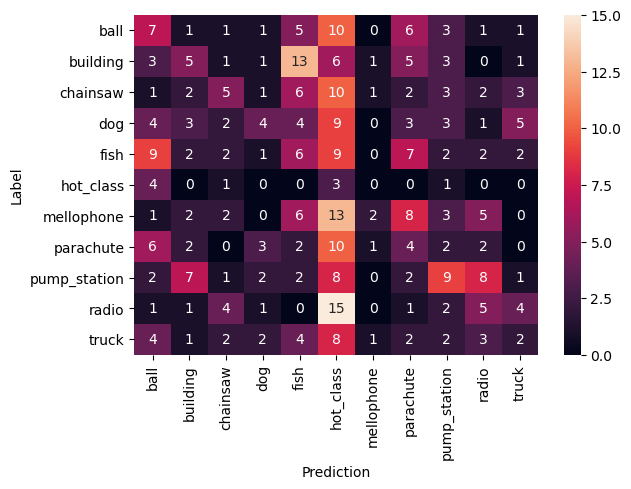 15.0
ball 7 1 1 1 5 10 0 6 3 1 1
building 3 5 1 1 13 6 1 5 3 0 1
12.5
chainsaw 1 2 5 1 6 10 1 2 3 2 3
dog 4 3 2 4 4 9 0 3 3 1 5
10.0
fish 9 2 2 1 6 9 0 7 2 2 2
Label
hot_class 4 0 1 0 0 3 0 0 1 0 0
7.5
mellophone 1 2 2 0 6 13 2 8 3 5 0
5.0
parachute 6 2 0 3 2 10 1 4 2 2 0
pump_station 2 7 1 2 2 8 0 2 9 8 1
2.5
radio 1 1 4 1 0 15 0 1 2 5 4
truck 4 1 2 2 4 8 1 2 2 3 2
0.0
ball
building
chainsaw
dog
fish
hot_class
mellophone
parachute
pump_station
radio
truck
Prediction